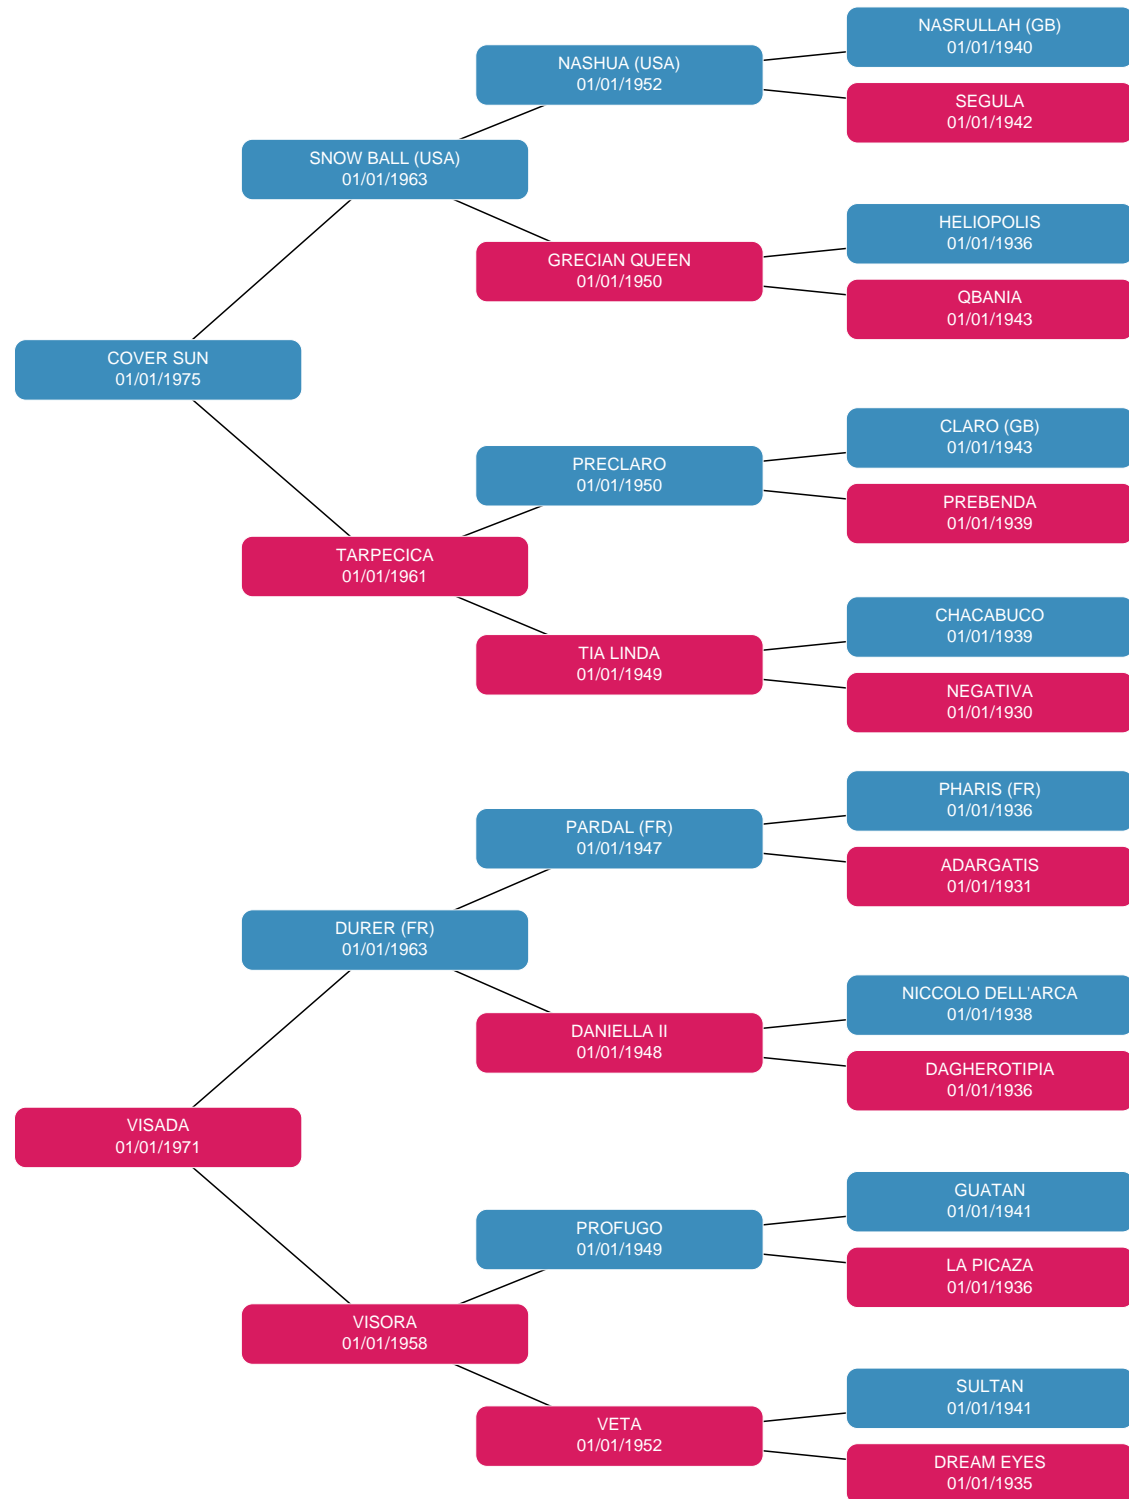 NASRULLAH (GB)
01/01/1940
NASHUA (USA)
01/01/1952
SEGULA
01/01/1942
SNOW BALL (USA)
01/01/1963
HELIOPOLIS
01/01/1936
GRECIAN QUEEN
01/01/1950
QBANIA
01/01/1943
COVER SUN
01/01/1975
CLARO (GB)
01/01/1943
PRECLARO
01/01/1950
PREBENDA
01/01/1939
TARPECICA
01/01/1961
CHACABUCO
01/01/1939
TIA LINDA
01/01/1949
NEGATIVA
01/01/1930
PHARIS (FR)
01/01/1936
PARDAL (FR)
01/01/1947
ADARGATIS
01/01/1931
DURER (FR)
01/01/1963
NICCOLO DELL'ARCA
01/01/1938
DANIELLA II
01/01/1948
DAGHEROTIPIA
01/01/1936
VISADA
01/01/1971
GUATAN
01/01/1941
PROFUGO
01/01/1949
LA PICAZA
01/01/1936
VISORA
01/01/1958
SULTAN
01/01/1941
VETA
01/01/1952
DREAM EYES
01/01/1935